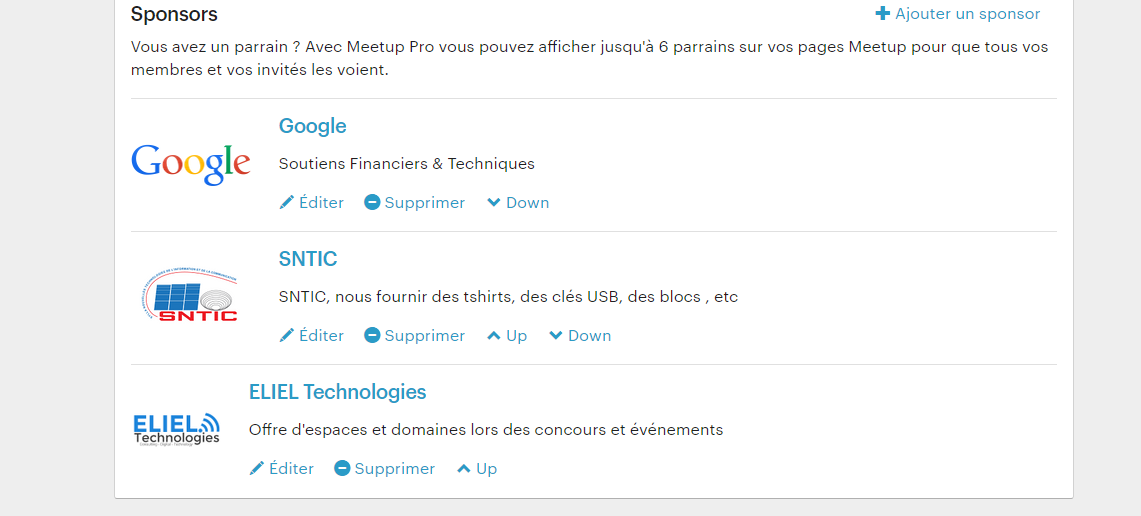 Sponsors
Ajouter un sponsor
Vous avez un parrain ? Avec Meetup Pro vous pouvez afficher jusqu'à 6 parrains sur vos pages Meetup pour que tous vos
membres et vos invités les voient.
Google
Google
Soutiens Financiers & Techniques
Éditer Supprimer Down
SNTIC
SNTIC
SNTIC, nous fournir des tshirts, des clés USB, des blocs , etc
Éditer Supprimer Up Down
ELIEL Technologies
ELIEL
Technologies
Offre d'espaces et domaines lors des concours et événements
Éditer Supprimer Up